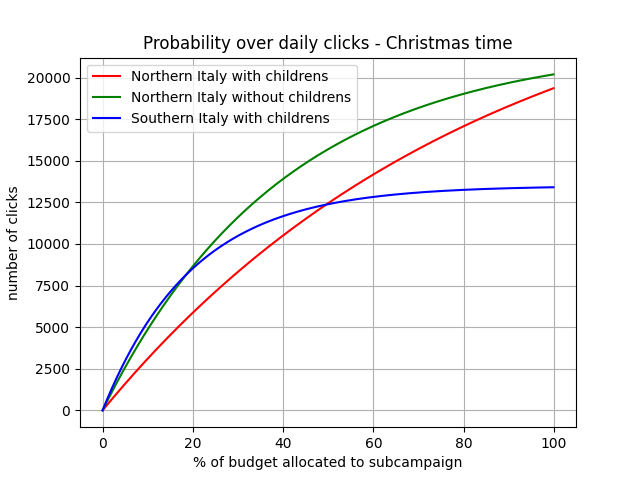 Probability over daily clicks - Christmas time
Northern Italy with childrens
Northern Italy without childrens
Southern Italy with childrens
number of clicks
20000
17500
15000
12500
10000
7500
5000
2500
0
0 20 40 60 80 100
% of budget allocated to subcampaign